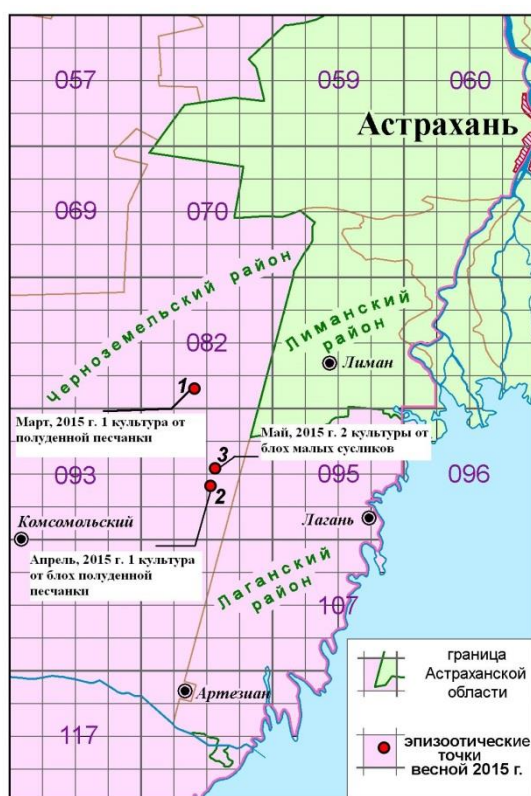 057
059
060
Астрахань
069
070
Черноземельский район
Лиманский
район
082
Лиман
1
Март, 2015 г. 1 культура от
полуденной песчанки
Май, 2015 г. 2 культуры от
блох малых сусликов
3
093
2
095
096
Комсомольский
Лагань
Апрель, 2015 г. 1 культура
от блох полуденной
песчанки
Лаганский
район
107
граница
Астраханской
области
Артезиан
117
эпизоотические
точки
весной 2015 г.